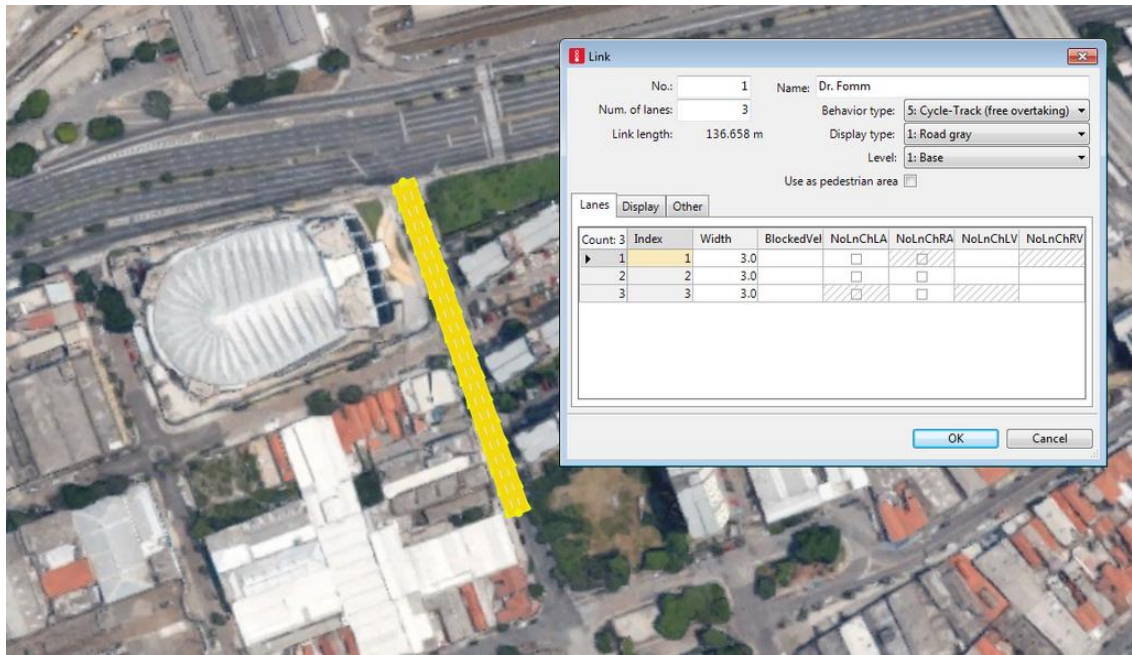 Link
No.: 1 Name: Dr. Fomm
Num. of lanes: 3 Behavior type: 5: Cycle-Track (free overtaking)
Link length: 136.658 m Display type: 1: Road gray
Level: 1: Base
Use as pedestrian area
Lanes Display Other
Count: 3 Index Width BlockedVel NoLnChLA NoLnChRA NoLnChLV NoLnChRV
1 1 3.0
2 2 3.0
3 3 3.0
OK Cancel